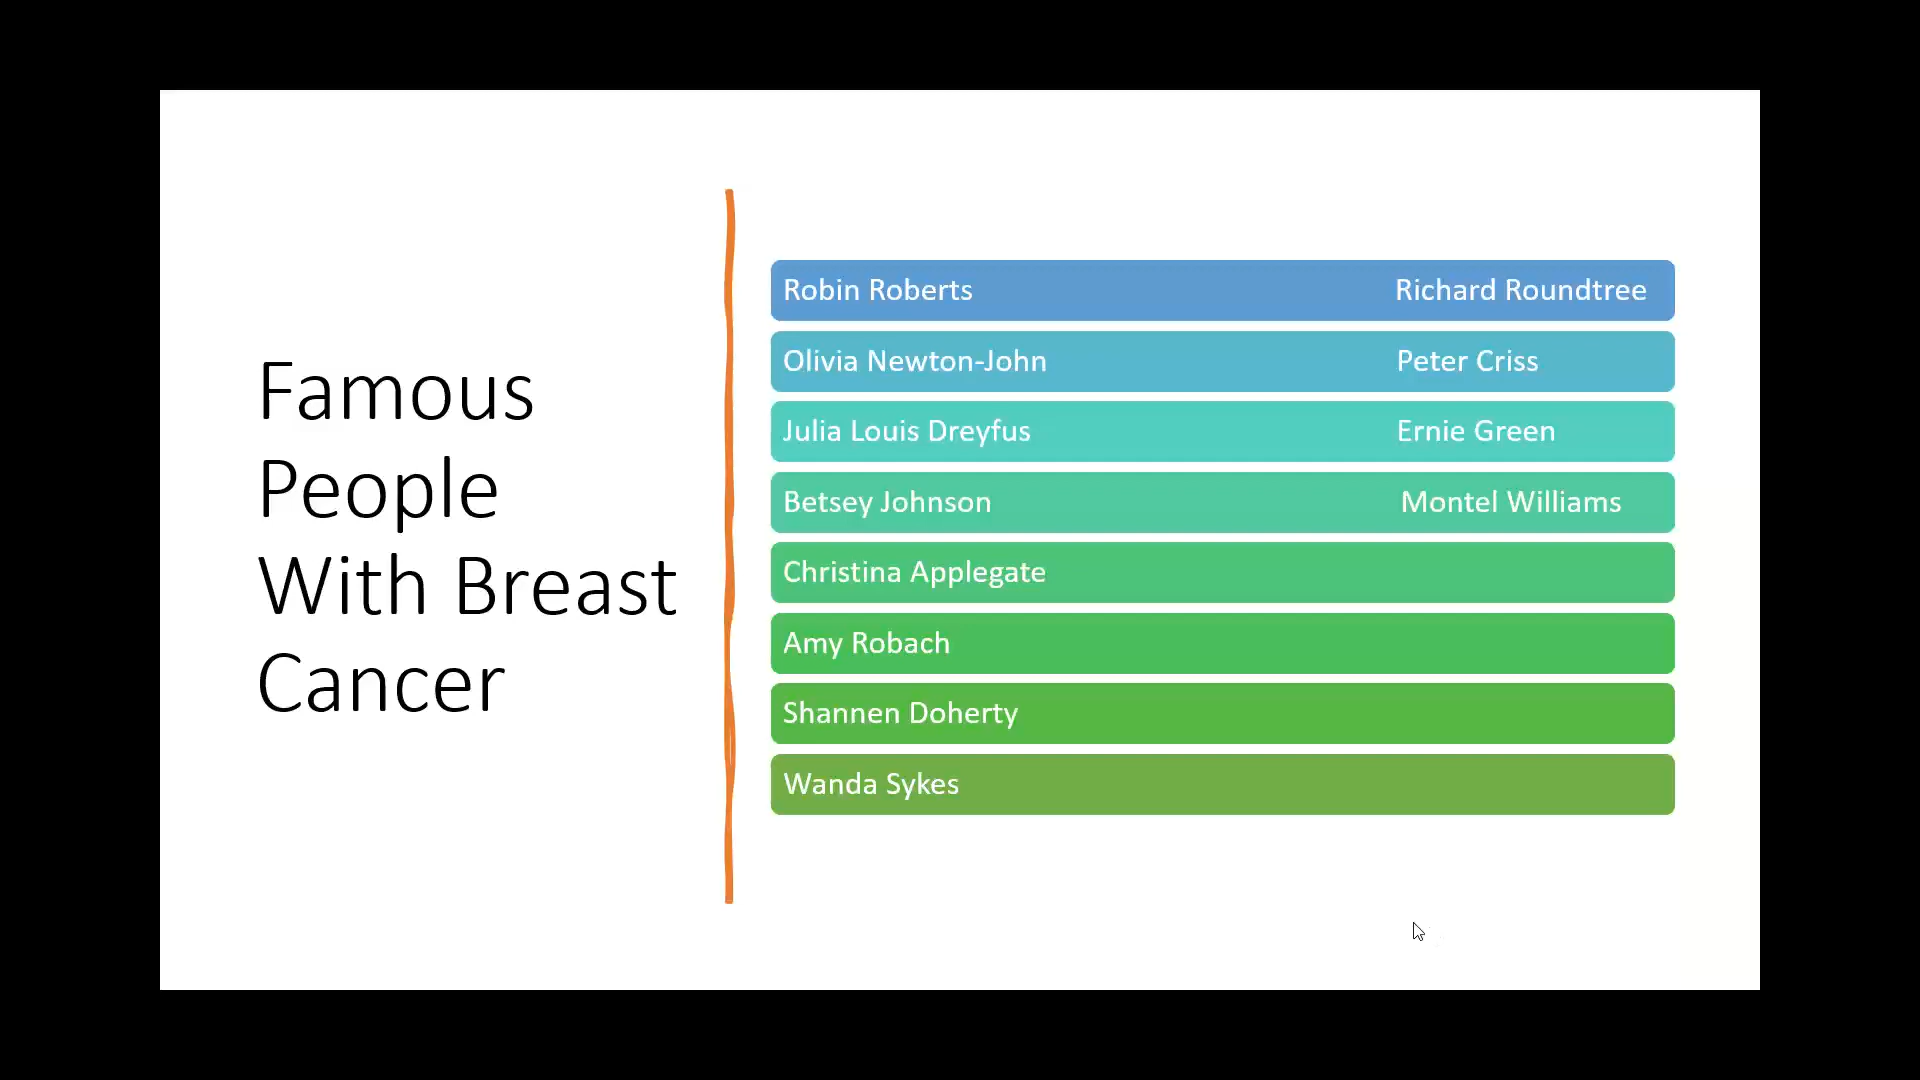 Famous
People
With Breast
Cancer
Robin Roberts Richard Roundtree
Olivia Newton-John Peter Criss
Julia Louis Dreyfus Ernie Green
Betsey Johnson Montel Williams
Christina Applegate
Amy Robach
Shannen Doherty
Wanda Sykes